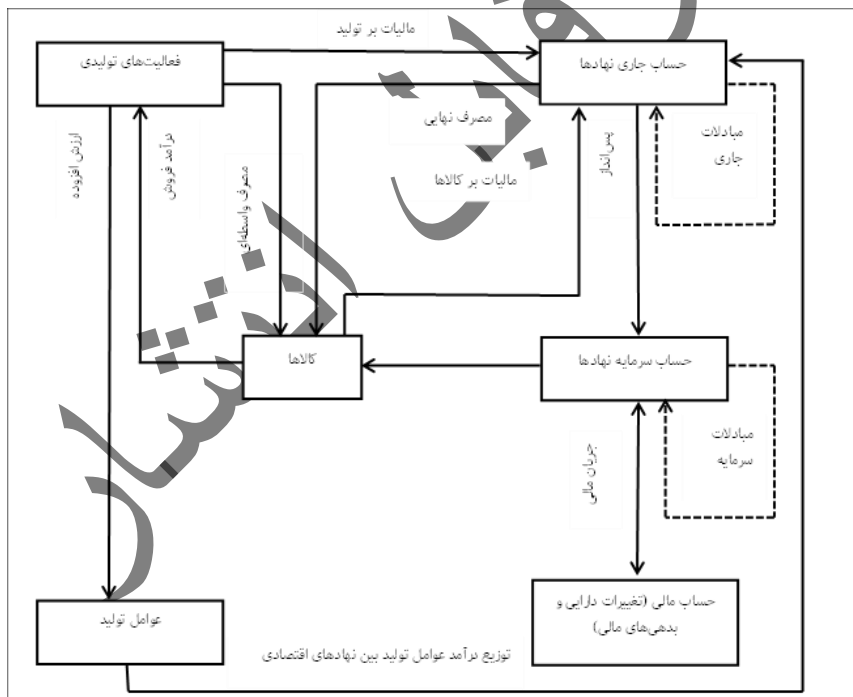 مالیات بر تولید
فعالیت‌های تولیدی
حساب جاری نهادها
مصرف نهایی
مبادلات
جاری
پس‌انداز
مالیات بر کالاها
ارزش افزوده
درآمد فروش
مصرف واسطه‌ای
کالاها
حساب سرمایه نهادها
مبادلات
سرمایه
جریان مالی
عوامل تولید
حساب مالی (تغییرات دارایی و
بدهی‌های مالی)
توزیع درآمد عوامل تولید بین نهادهای اقتصادی